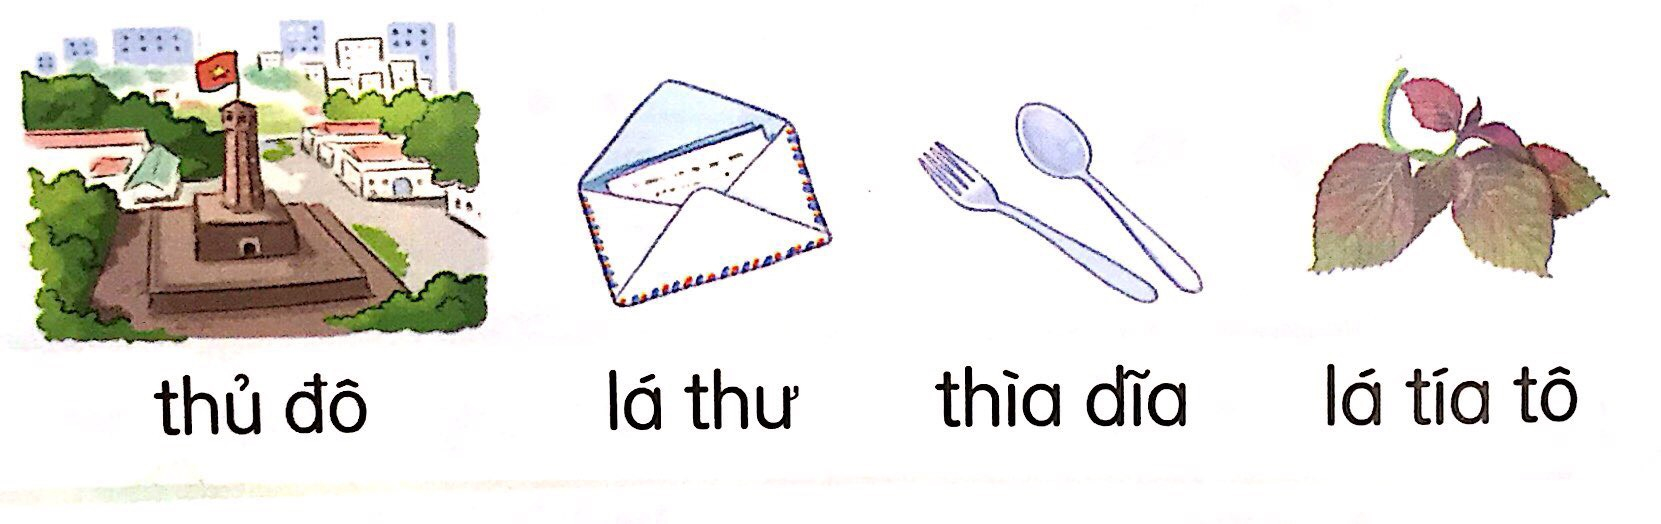 thủ đô lá thư thìa dĩa lá tía tô